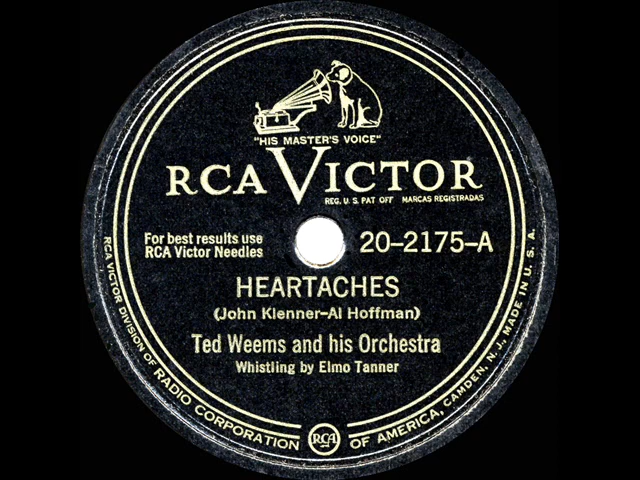 "HIS MASTER'S VOICE"
RCA VICTOR
REG. U. S. PAT OFF MARCAS REGISTRADAS
For best results use
RCA Victor Needles
20-2175-A
HEARTACHES
(John Klenner-Al Hoffman)
Ted Weems and his Orchestra
Whistling by Elmo Tanner
RCA VICTOR DIVISION OF RADIO CORPORATION RCA OF AMERICA, CAMDEN, N. J., MADE IN U. S. A.